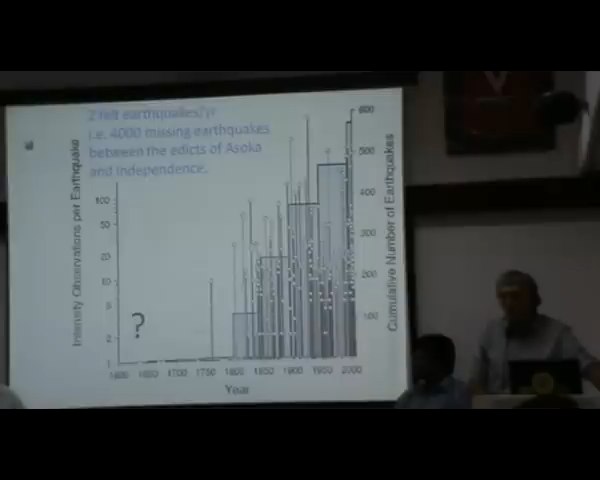 2 felt earthquakes/yr
i.e. 4000 missing earthquakes
between the edicts of Asoka
and Independence.
Intensity Observations per Earthquake
100
50
20
10
5
2
1
?
600
500
400
300
200
100
Cumulative Number of Earthquakes
1600 1650 1700 1750 1800 1850 1900 1950 2000
Year